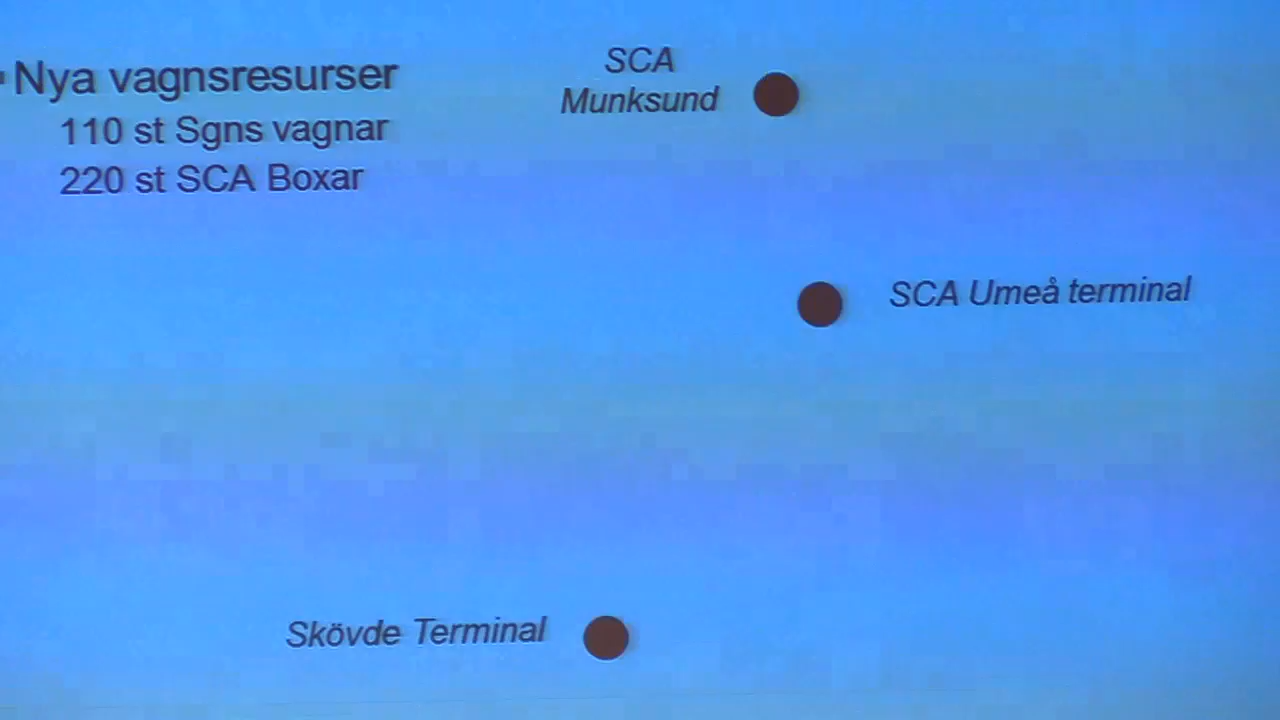 Nya vagnsresurser
110 st Sgns vagnar
220 st SCA Boxar
SCA
Munksund
SCA Umeå terminal
Skövde Terminal